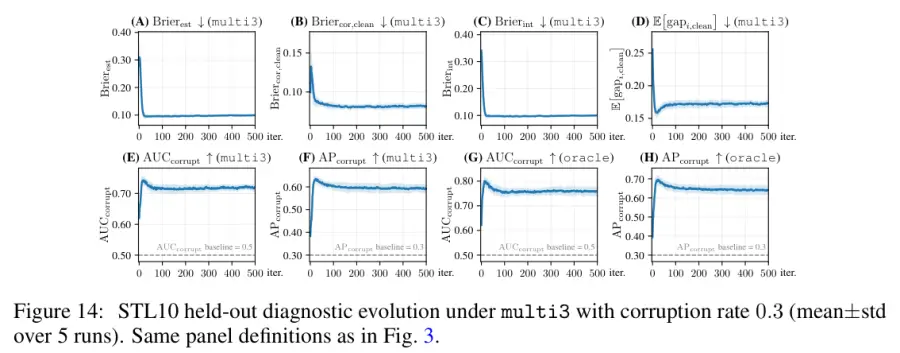 (A) Brier_est ↓ (multi3)
0.40
0.30
0.20
0.10
Brier_est
0 100 200 300 400 500 iter.
(B) Brier_cor,clean ↓ (multi3)
0.15
0.10
Brier_cor,clean
0 100 200 300 400 500 iter.
(C) Brier_int ↓ (multi3)
0.40
0.30
0.20
0.10
Brier_int
0 100 200 300 400 500 iter.
(D) 𝔼[gap_i,clean] ↓ (multi3)
0.25
0.20
0.15
𝔼[gap_i,clean]
0 100 200 300 400 500 iter.
(E) AUC_corrupt ↑ (multi3)
0.70
0.60
0.50
AUC_corrupt
AUC_corrupt baseline = 0.5
0 100 200 300 400 500 iter.
(F) AP_corrupt ↑ (multi3)
0.60
0.50
0.40
0.30
AP_corrupt
AP_corrupt baseline = 0.3
0 100 200 300 400 500 iter.
(G) AUC_corrupt ↑ (oracle)
0.80
0.70
0.60
0.50
AUC_corrupt
AUC_corrupt baseline = 0.5
0 100 200 300 400 500 iter.
(H) AP_corrupt ↑ (oracle)
0.70
0.60
0.50
0.40
0.30
AP_corrupt
AP_corrupt baseline = 0.3
0 100 200 300 400 500 iter.
Figure 14: STL10 held-out diagnostic evolution under multi3 with corruption rate 0.3 (mean±std
over 5 runs). Same panel definitions as in Fig. 3.